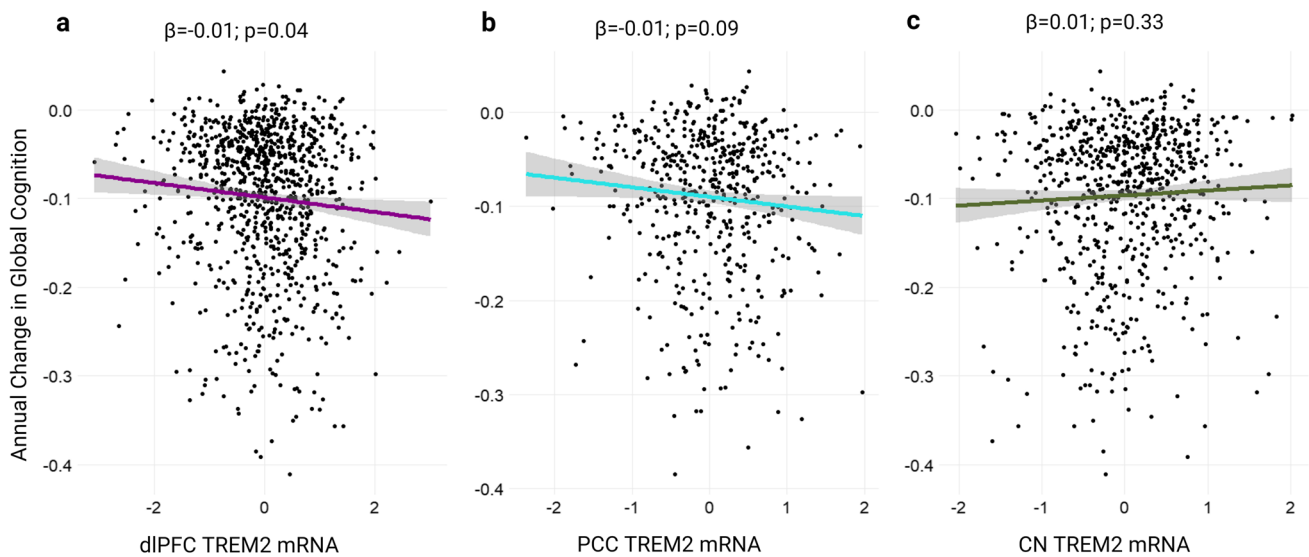 a
β=-0.01; p=0.04
b
β=-0.01; p=0.09
c
β=0.01; p=0.33
Annual Change in Global Cognition
0.0
-0.1
-0.2
-0.3
-0.4
-2
0
2
dlPFC TREM2 mRNA
0.0
-0.1
-0.2
-0.3
-0.4
-2
-1
0
1
2
PCC TREM2 mRNA
0.0
-0.1
-0.2
-0.3
-0.4
-2
-1
0
1
2
CN TREM2 mRNA